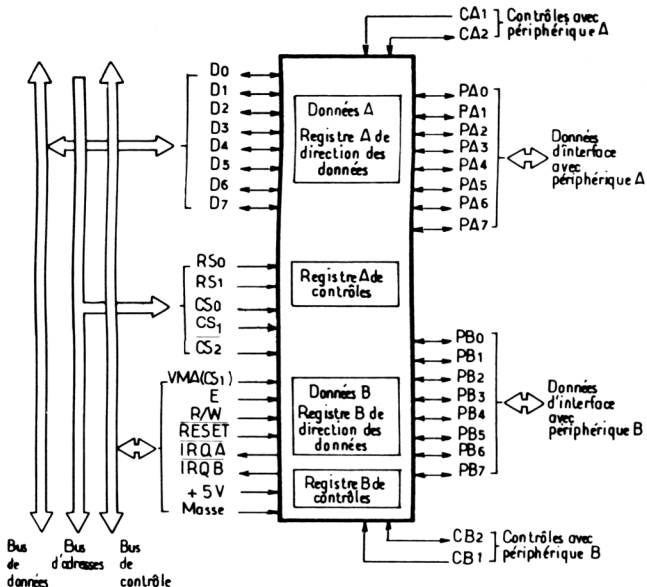 CA1
CA2
Contrôles avec
périphérique A
D0
D1
D2
D3
D4
D5
D6
D7
Données A
Registre A de
direction des
données
PA0
PA1
PA2
PA3
PA4
PA5
PA6
PA7
Données
d'interface
avec
périphérique A
RS0
RS1
CS0
CS1
CS2
Registre A de
contrôles
VMA(CS1)
E
R/W
RESET
IRQA
IRQB
+5V
Masse
Données B
Registre B de
direction des
données
Registre B de
contrôles
PB0
PB1
PB2
PB3
PB4
PB5
PB6
PB7
Données
d'interface
avec
périphérique B
CB2
CB1
Contrôles avec
périphérique B
Bus
de
données
Bus
d'adresses
Bus
de
contrôle